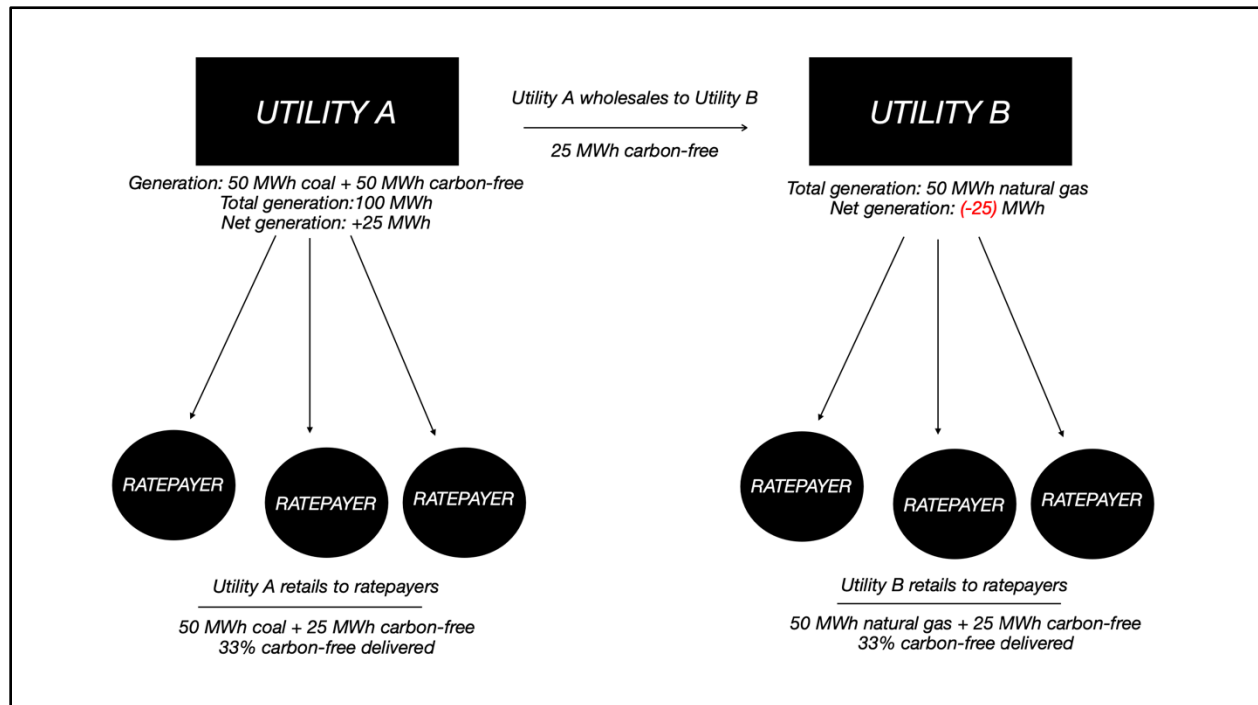 UTILITY A
Utility A wholesales to Utility B
25 MWh carbon-free
UTILITY B
Generation: 50 MWh coal + 50 MWh carbon-free
Total generation:100 MWh
Net generation: +25 MWh
Total generation: 50 MWh natural gas
Net generation: (-25) MWh
RATEPAYER
RATEPAYER
RATEPAYER
RATEPAYER
RATEPAYER
RATEPAYER
Utility A retails to ratepayers
50 MWh coal + 25 MWh carbon-free
33% carbon-free delivered
Utility B retails to ratepayers
50 MWh natural gas + 25 MWh carbon-free
33% carbon-free delivered